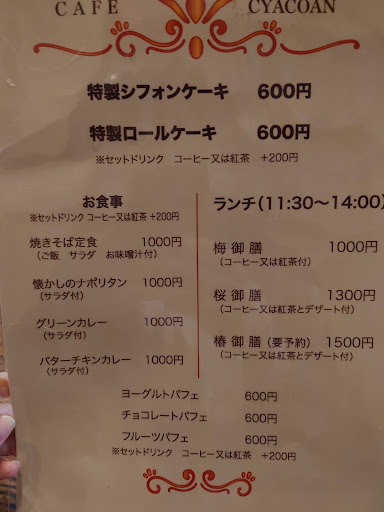 CAFE CYACOAN
特製シフォンケーキ 600円
特製ロールケーキ 600円
※セットドリンク コーヒー又は紅茶 +200円
お食事
※セットドリンク コーヒー又は紅茶 +200円
焼きそば定食 1000円
(ご飯 サラダ お味噌汁付)
懐かしのナポリタン 1000円
(サラダ付)
グリーンカレー 1000円
(サラダ付)
バターチキンカレー 1000円
(サラダ付)
ランチ(11:30〜14:00)
梅御膳 1000円
(コーヒー又は紅茶付)
桜御膳 1300円
(コーヒー又は紅茶とデザート付)
椿御膳(要予約) 1500円
(コーヒー又は紅茶とデザート付)
ヨーグルトパフェ 600円
チョコレートパフェ 600円
フルーツパフェ 600円
※セットドリンク コーヒー又は紅茶 +200円